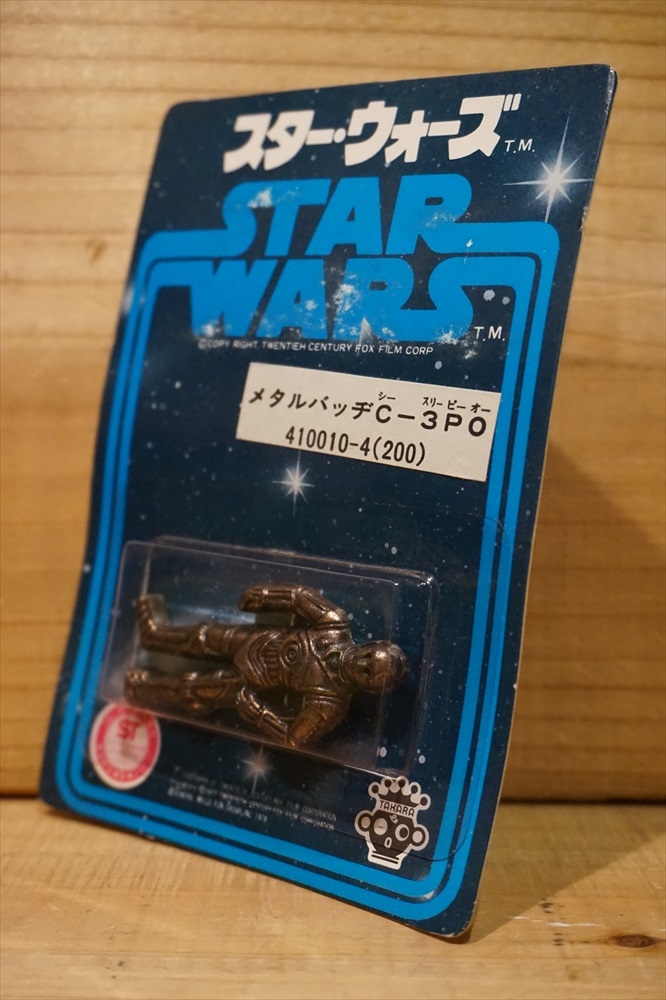 スター・ウォーズ T.M.
STAR
WARS T.M.
©COPY RIGHT, TWENTIEH CENTURY FOX FILM CORP
シー スリー ピー オー
メタルバッヂC-3PO
410010-4(200)
ST
TAKARA